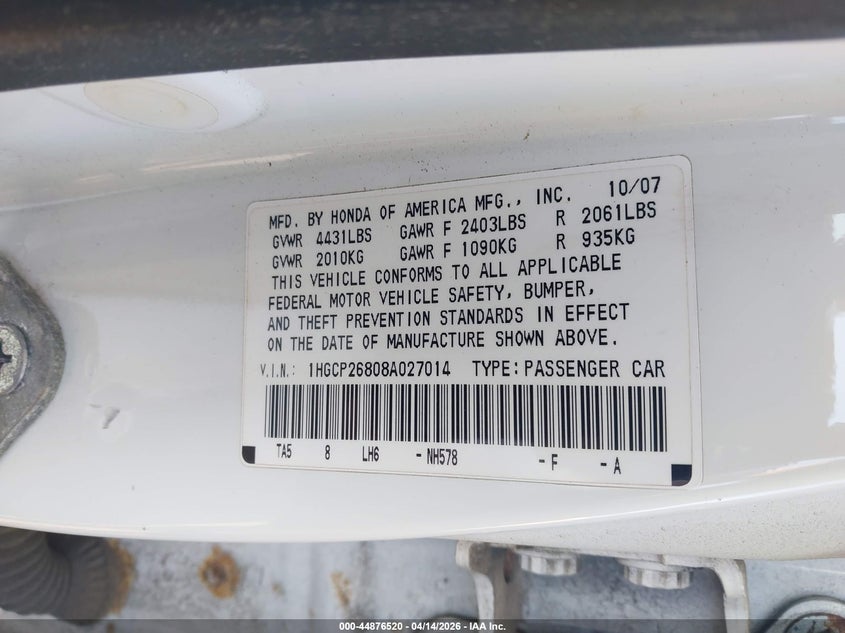 MFD. BY HONDA OF AMERICA MFG., INC. 10/07
GVWR 4431LBS GAWR F 2403LBS R 2061LBS
GVWR 2010KG GAWR F 1090KG R 935KG
THIS VEHICLE CONFORMS TO ALL APPLICABLE
FEDERAL MOTOR VEHICLE SAFETY, BUMPER,
AND THEFT PREVENTION STANDARDS IN EFFECT
ON THE DATE OF MANUFACTURE SHOWN ABOVE.
V.I.N.: 1HGCP26808A027014 TYPE: PASSENGER CAR
TA5 8 LH6 -NH578 -F -A
000-44876520 04/14/2026 IAA Inc.